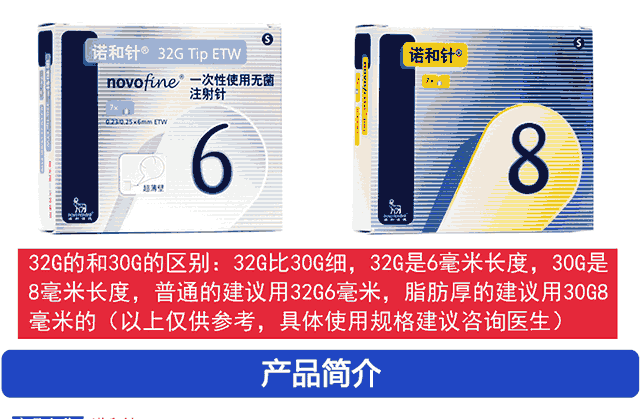 诺和针® 32G Tip ETW
S
novofine®
一次性使用无菌
注射针
7×
0.23/0.25×6mm ETW
6
超薄壁
诺和针®
S
7×
8
32G的和30G的区别：32G比30G细，32G是6毫米长度，30G是
8毫米长度，普通的建议用32G6毫米，脂肪厚的建议用30G8
毫米的（以上仅供参考，具体使用规格建议咨询医生）
产品简介